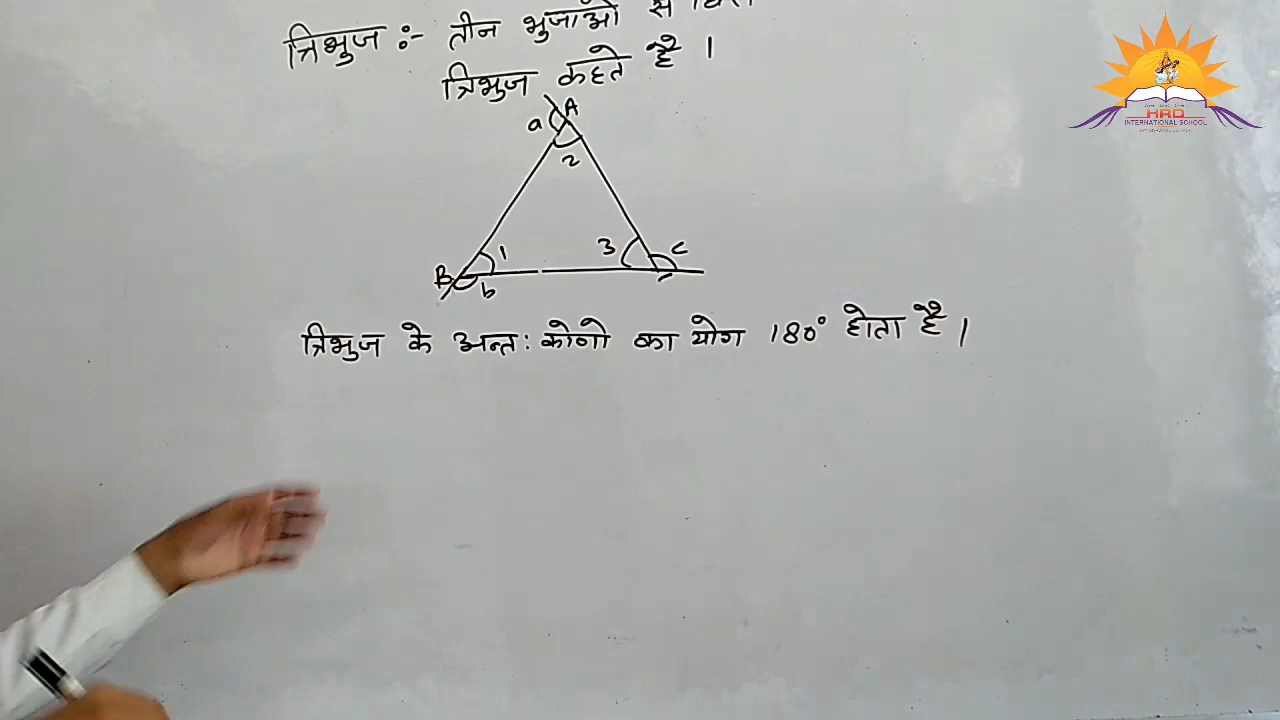 त्रिभुज :- तीन भुजाओं से
त्रिभुज कहते है ।
A
a
2
3
c
B
1
b
त्रिभुज के अन्त: कोणो का योग 180° होता है ।
HRD
INTERNATIONAL SCHOOL